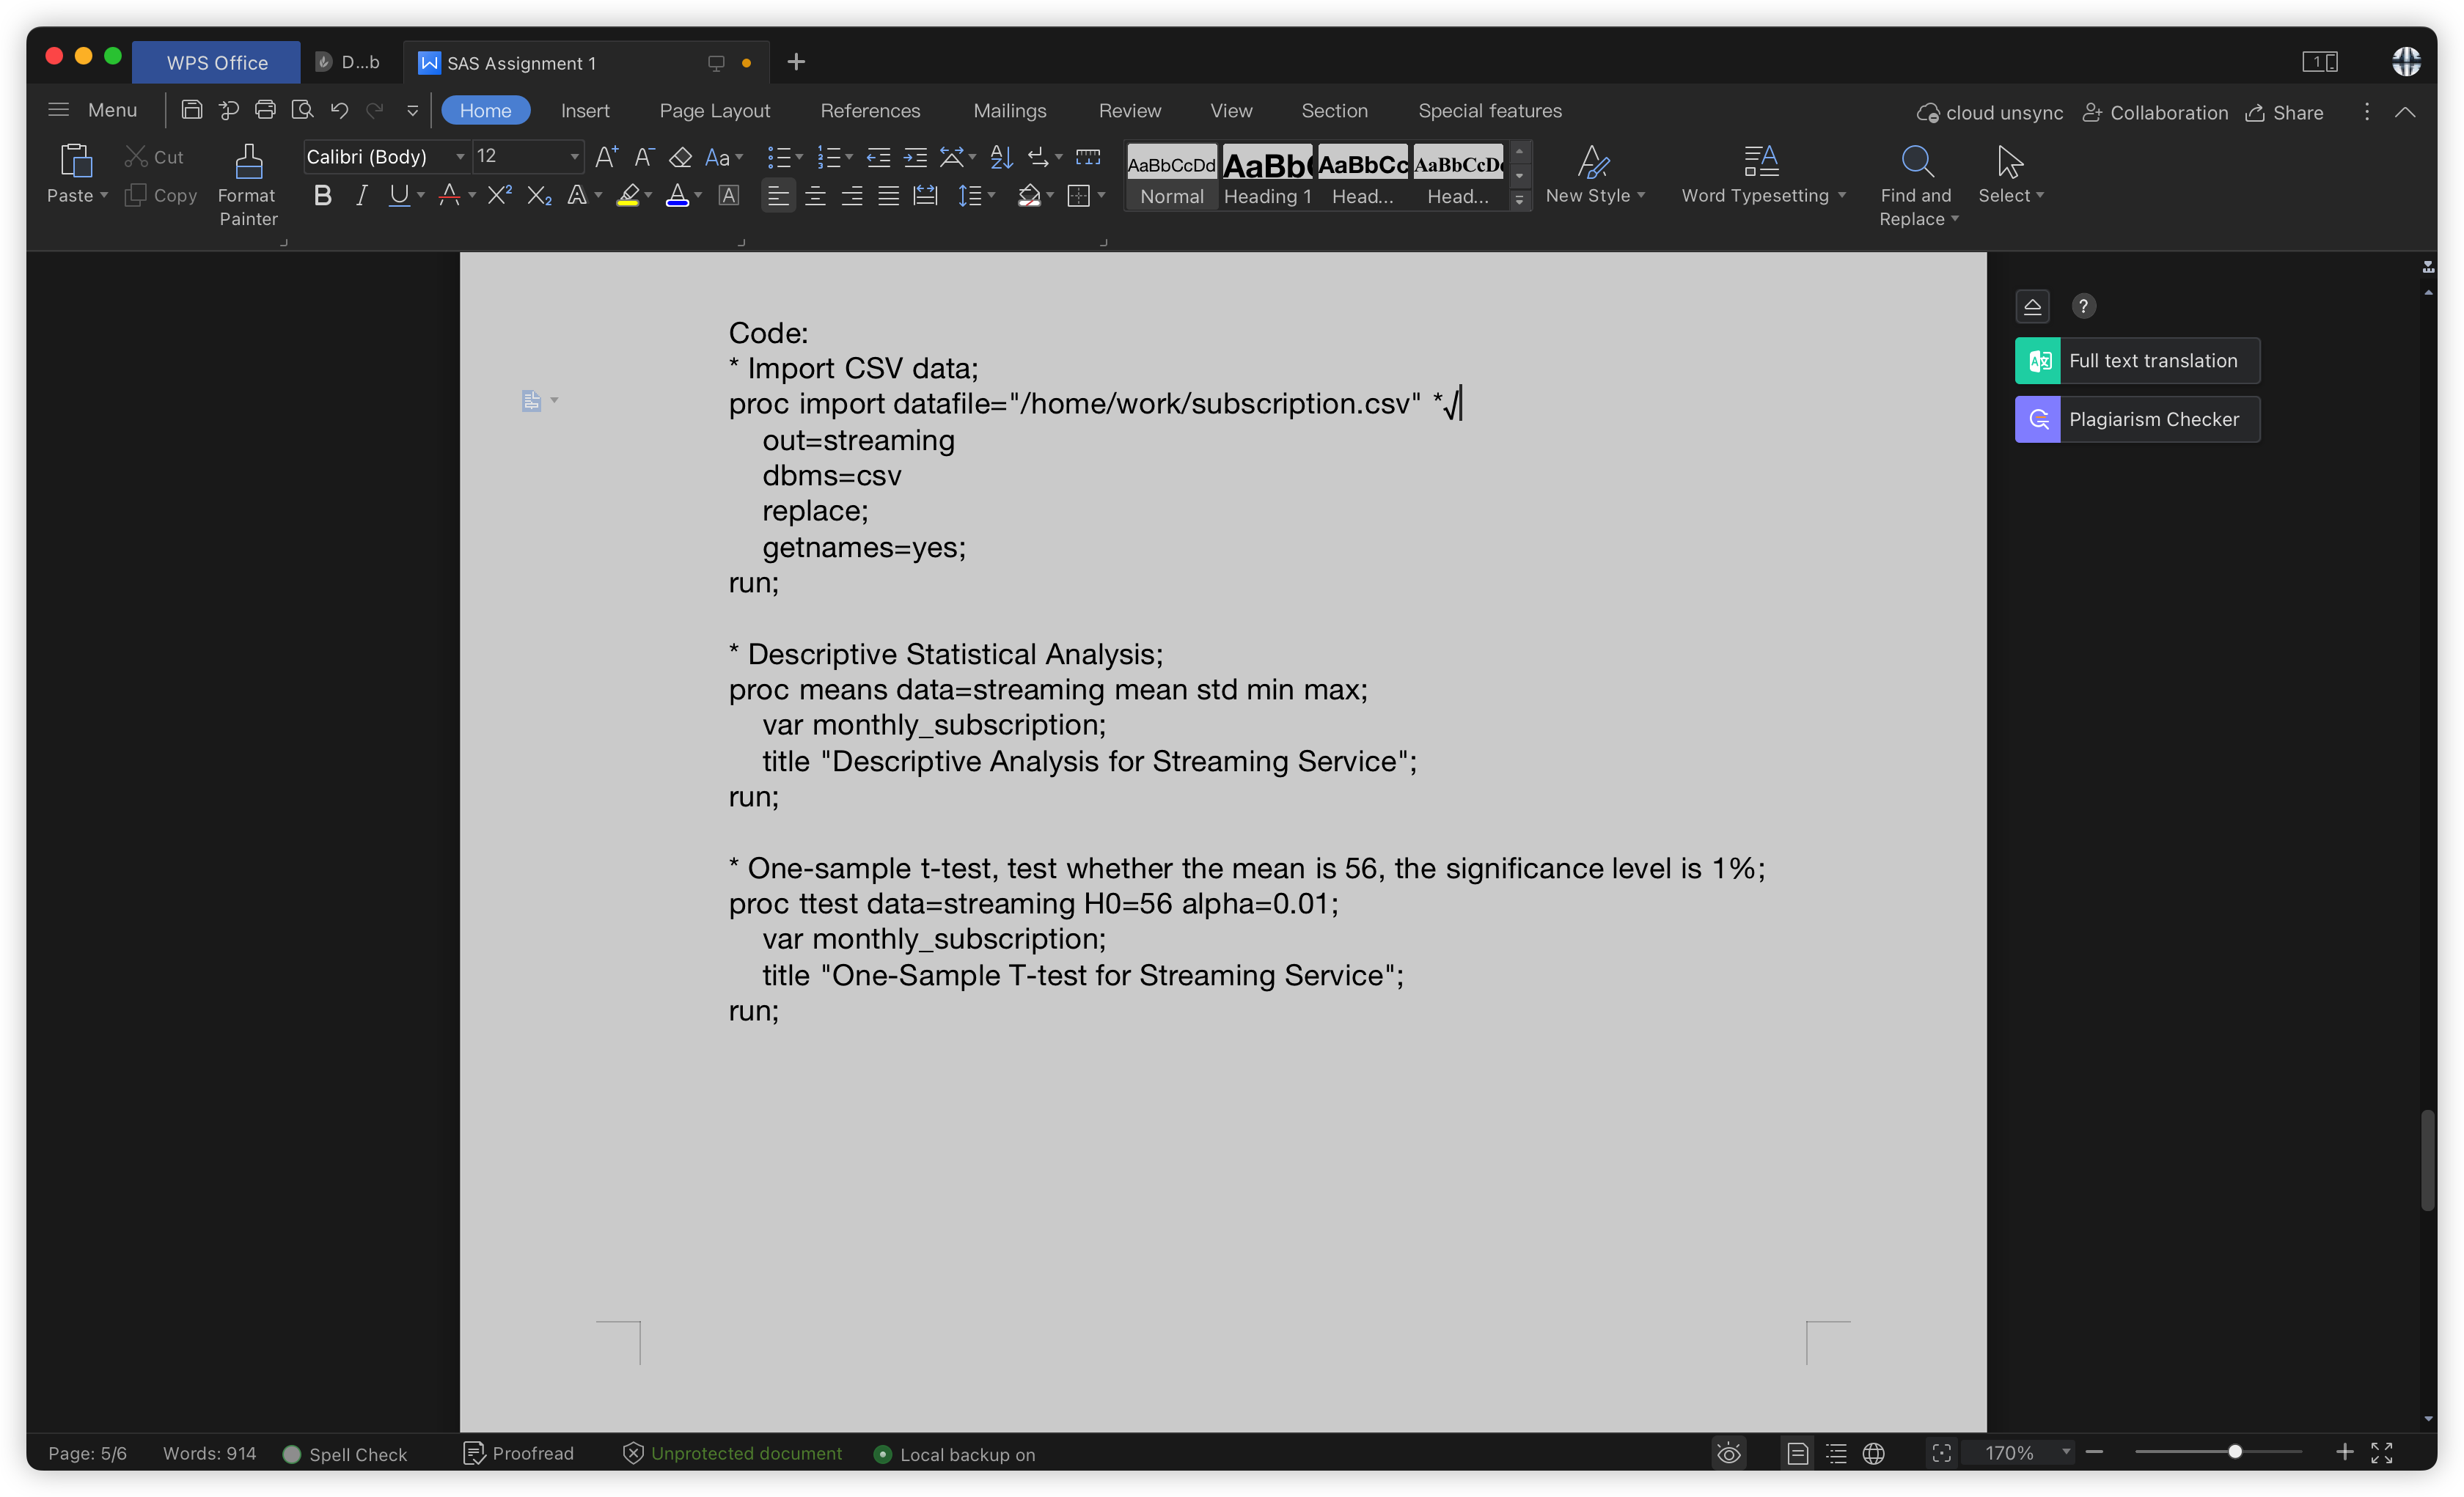 WPS Office D...b SAS Assignment 1
Menu Home Insert Page Layout References Mailings Review View Section Special features cloud unsync Collaboration Share
Paste Cut Copy Format Painter Calibri (Body) 12 AaBbCcDd Normal AaBb Heading 1 AaBbCc Head... AaBbCcD Head... New Style Word Typesetting Find and Replace Select
Full text translation
Plagiarism Checker
Code:
* Import CSV data;
proc import datafile="/home/work/subscription.csv" *√
out=streaming
dbms=csv
replace;
getnames=yes;
run;
* Descriptive Statistical Analysis;
proc means data=streaming mean std min max;
var monthly_subscription;
title "Descriptive Analysis for Streaming Service";
run;
* One-sample t-test, test whether the mean is 56, the significance level is 1%;
proc ttest data=streaming H0=56 alpha=0.01;
var monthly_subscription;
title "One-Sample T-test for Streaming Service";
run;
Page: 5/6 Words: 914 Spell Check Proofread Unprotected document Local backup on 170%